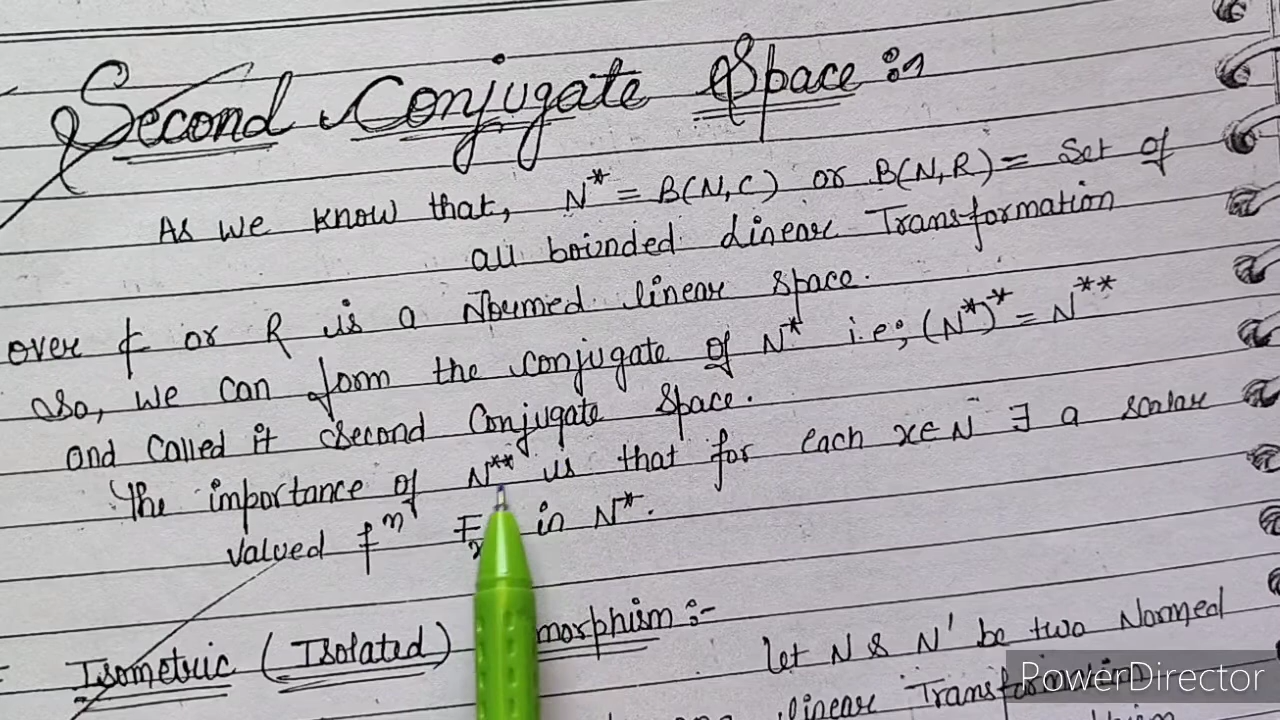 Second Conjugate Space :-
As we know that, N* = B(N, C) or B(N, R) = Set of
all bounded linear Transformation
over ₵ or R is a Normed linear space.
So, we can form the conjugate of N* i.e; (N*)* = N**
and called it second Conjugate Space.
The importance of N** is that for each x∈N ∃ a scalar
valued fⁿ F in N*.
Isometric (Isolated) morphism :-
let N & N' be two Normed
linear Transformation
PowerDirector